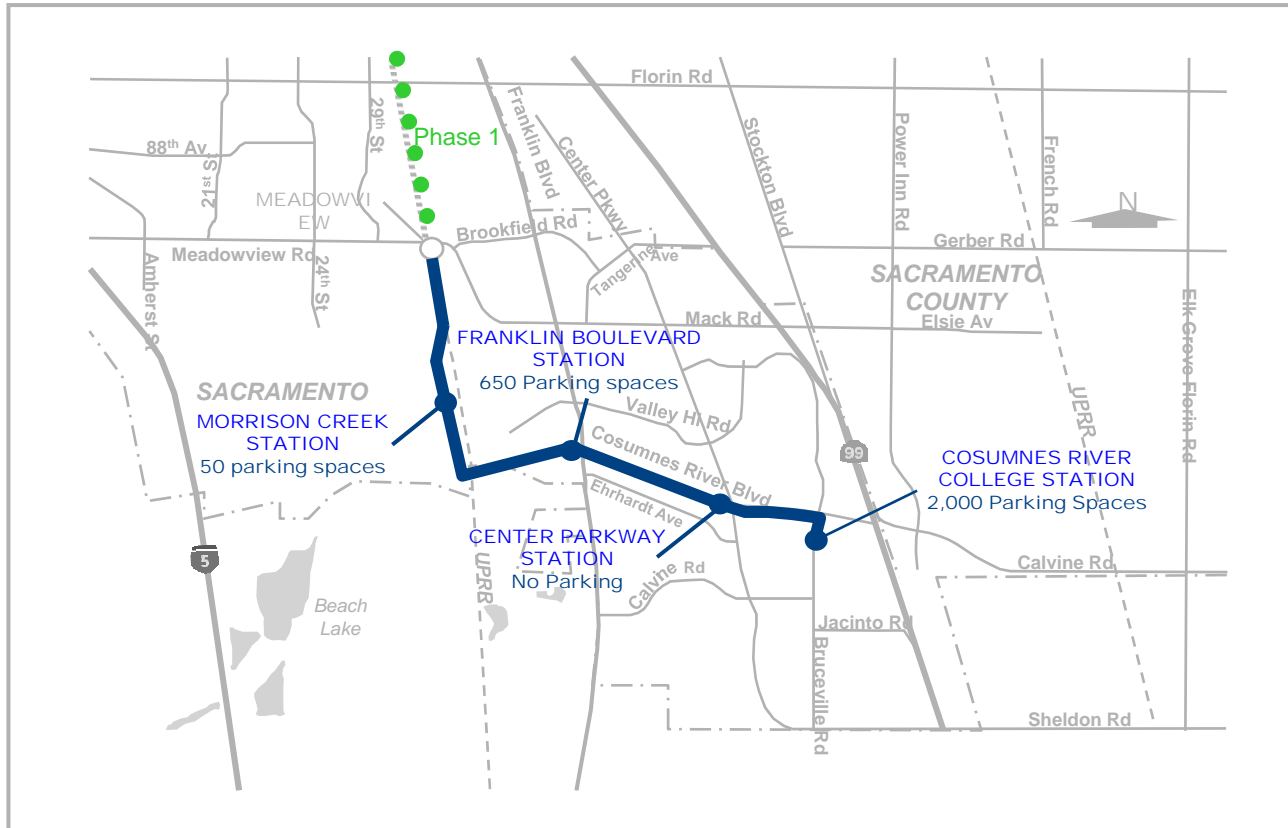 Florin Rd
29th St
Phase 1
Franklin Blvd
Center Pkwy
Stockton Blvd
Power Inn Rd
French Rd
88th Av
21st St
MEADOWVI
EW
N
Brookfield Rd
Meadowview Rd
Gerber Rd
Tangerine
Ave
Amherst St
24th St
SACRAMENTO
COUNTY
Elk Grove-Florin Rd
Mack Rd
Elsie Av
FRANKLIN BOULEVARD
STATION
650 Parking spaces
SACRAMENTO
UPRR
MORRISON CREEK
STATION
50 parking spaces
Valley Hi Rd
Cosumnes River Blvd
99
COSUMNES RIVER
COLLEGE STATION
2,000 Parking Spaces
Ehrhardt Ave
CENTER PARKWAY
STATION
No Parking
5
UPRR
Calvine Rd
Calvine Rd
Beach
Lake
Jacinto Rd
Bruceville Rd
Sheldon Rd